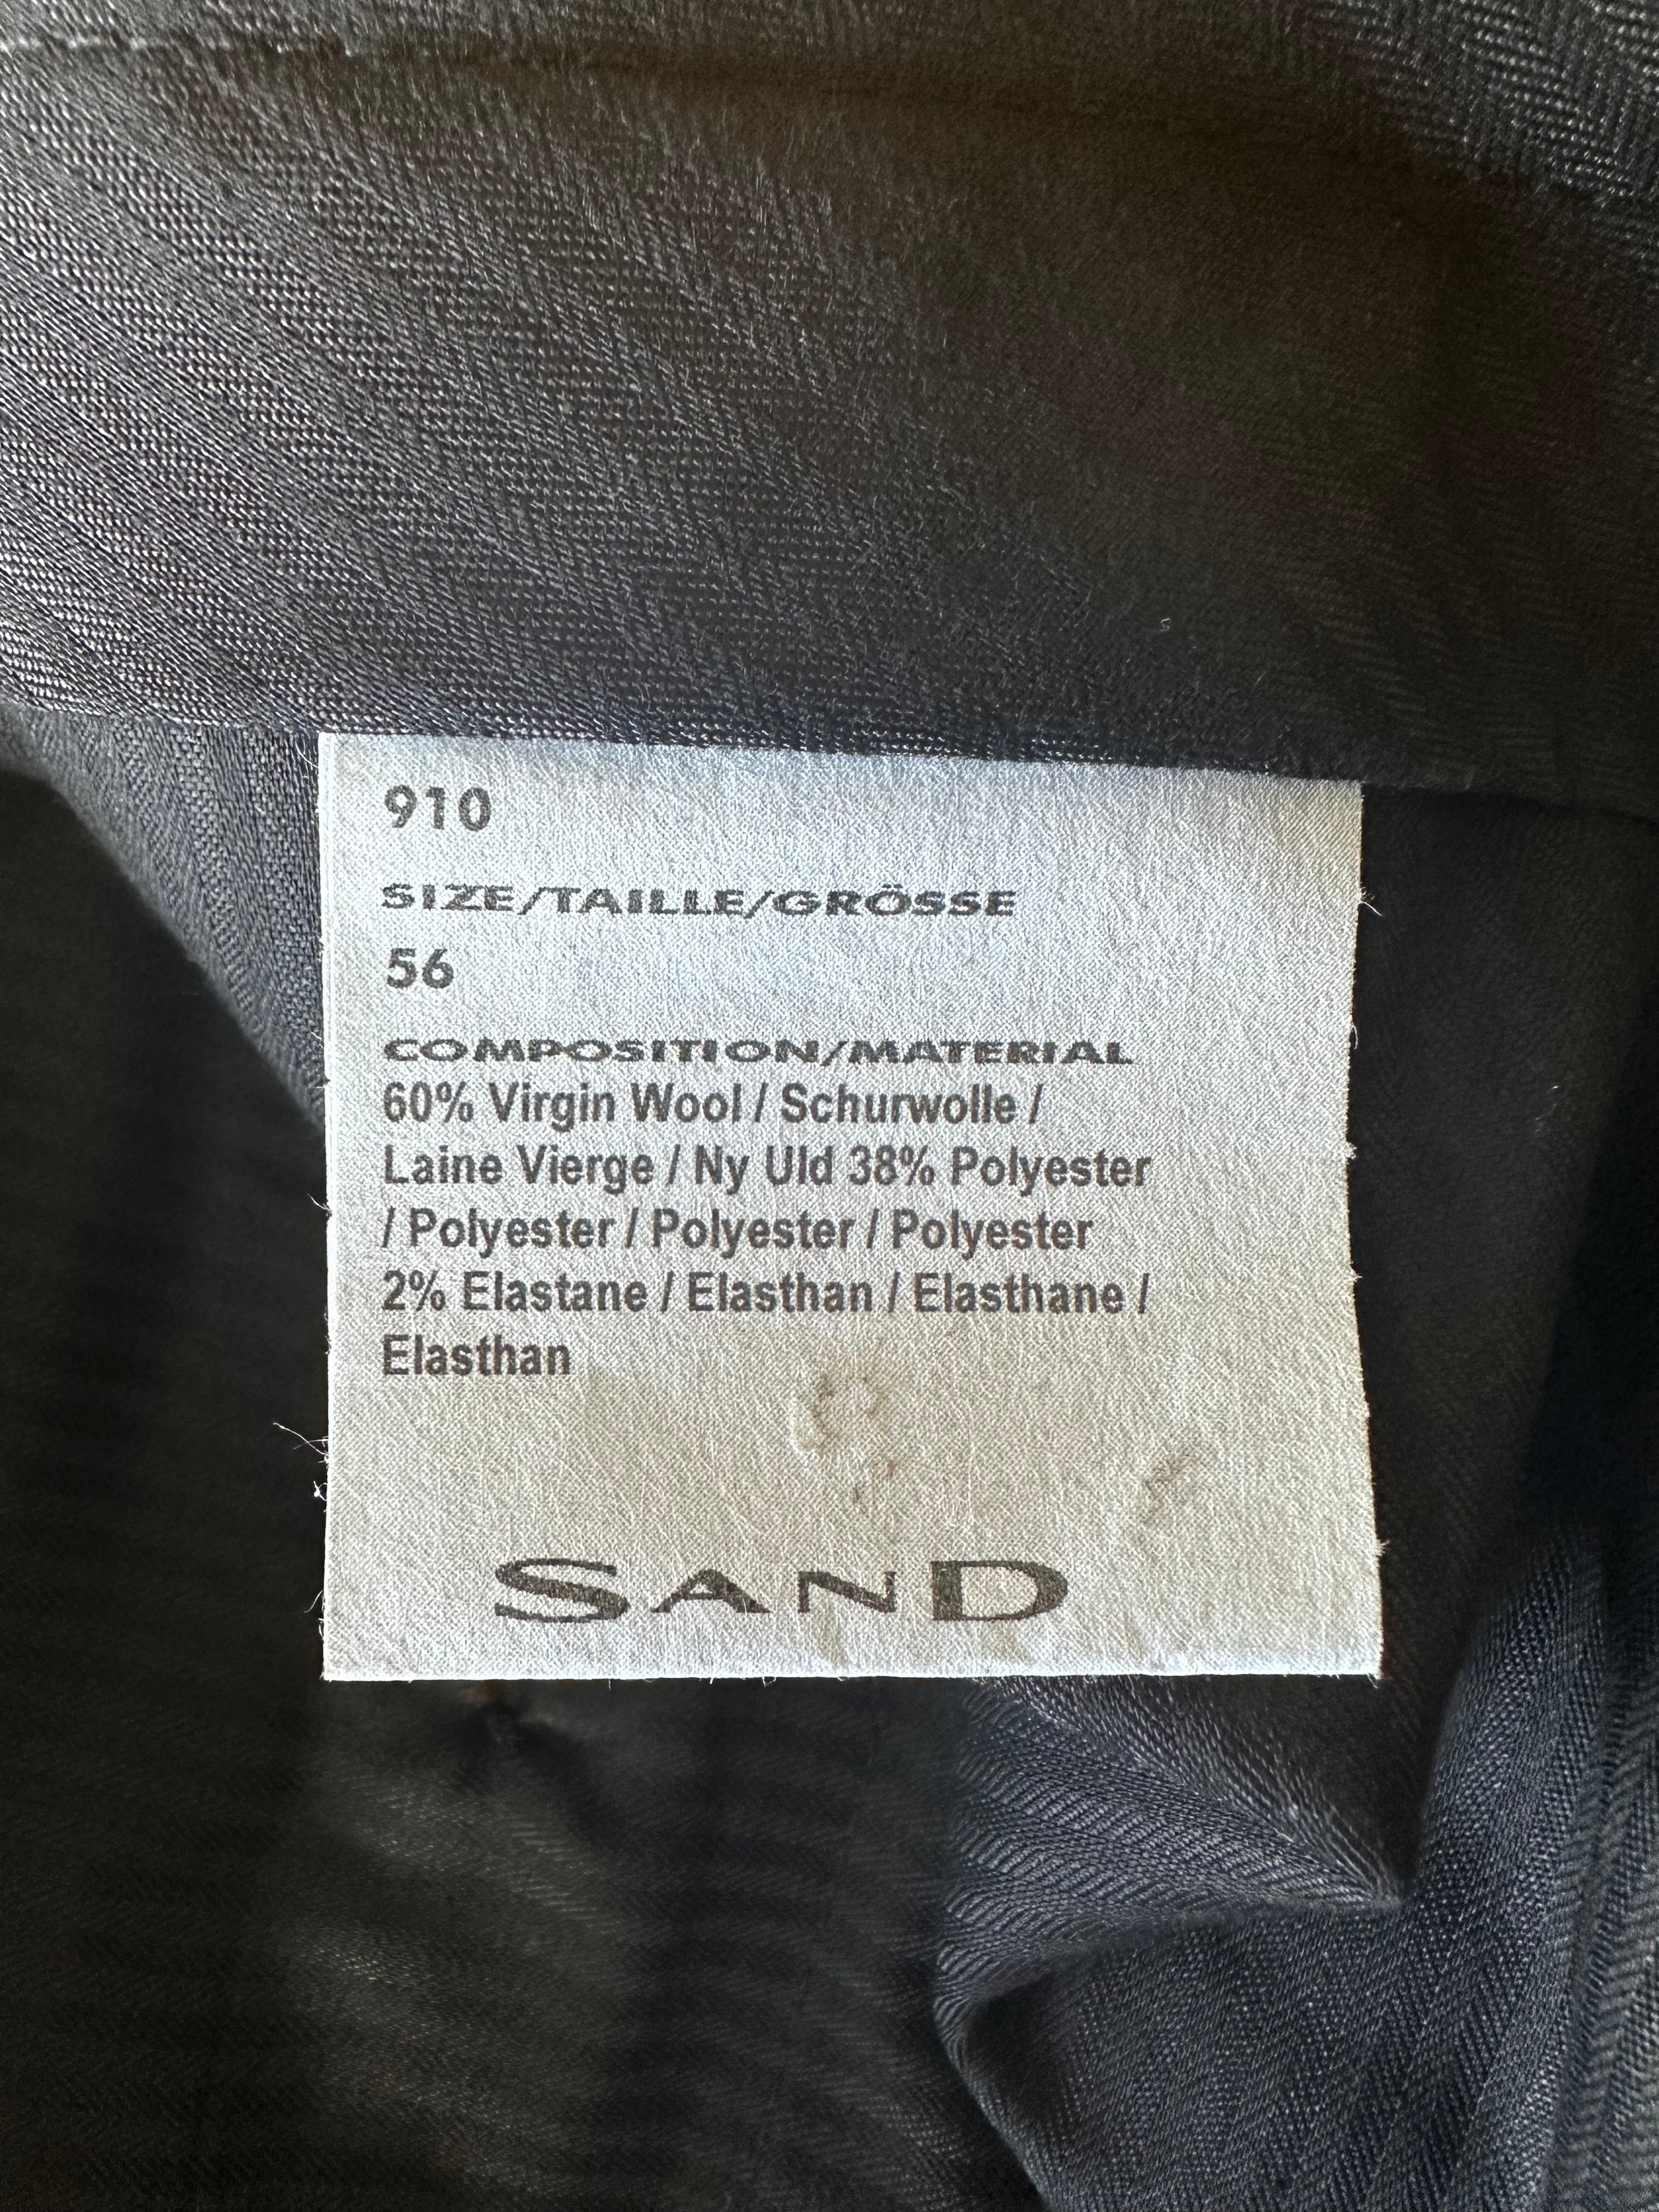 910
SIZE/TAILLE/GRÖSSE
56
COMPOSITION/MATERIAL
60% Virgin Wool / Schurwolle /
Laine Vierge / Ny Uld 38% Polyester
/ Polyester / Polyester / Polyester
2% Elastane / Elasthan / Elasthane /
Elasthan
SAND